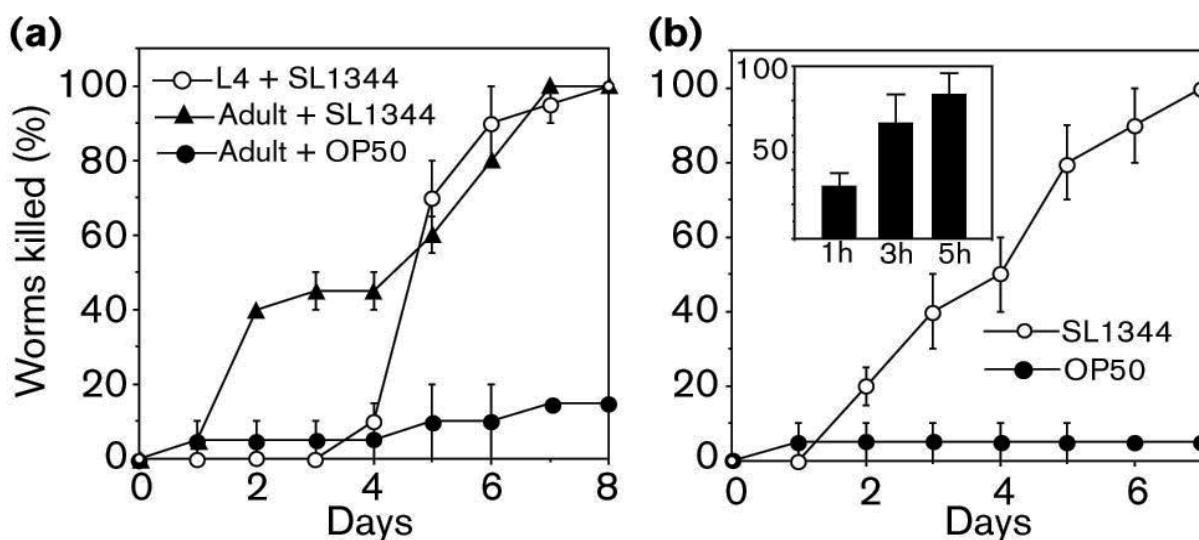 (a)
Worms killed (%)
100
80
60
40
20
0
L4 + SL1344
Adult + SL1344
Adult + OP50
0 2 4 6 8
Days
(b)
100
80
60
40
20
0
100
50
1h 3h 5h
SL1344
OP50
0 2 4 6
Days